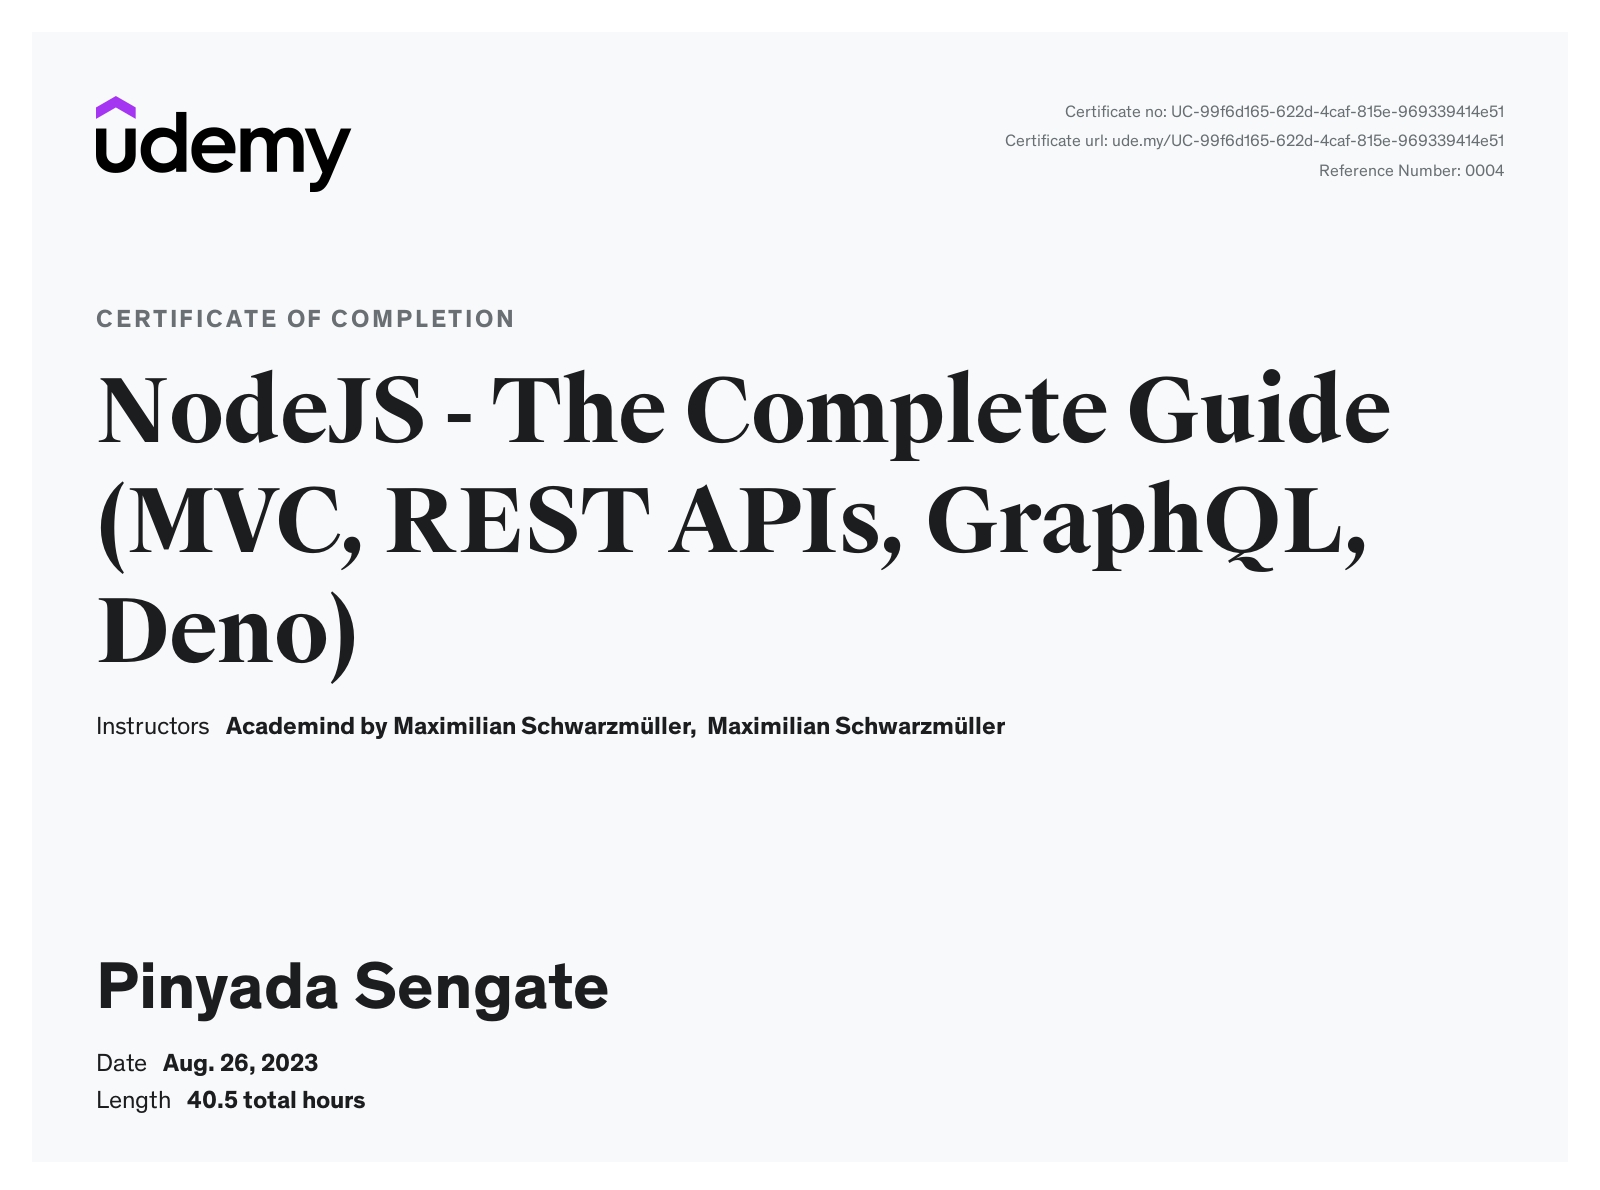 udemy
Certificate no: UC-99f6d165-622d-4caf-815e-969339414e51
Certificate url: ude.my/UC-99f6d165-622d-4caf-815e-969339414e51
Reference Number: 0004
CERTIFICATE OF COMPLETION
NodeJS - The Complete Guide
(MVC, REST APIs, GraphQL,
Deno)
Instructors Academind by Maximilian Schwarzmüller, Maximilian Schwarzmüller
Pinyada Sengate
Date Aug. 26, 2023
Length 40.5 total hours